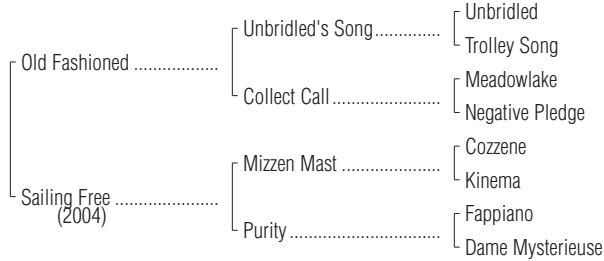 Unbridled
Unbridled's Song..............
Trolley Song
Old Fashioned ..................
Meadowlake
Collect Call .......................
Negative Pledge
Cozzene
Mizzen Mast .....................
Kinema
Sailing Free ......................
(2004)
Fappiano
Purity ................................
Dame Mysterieuse